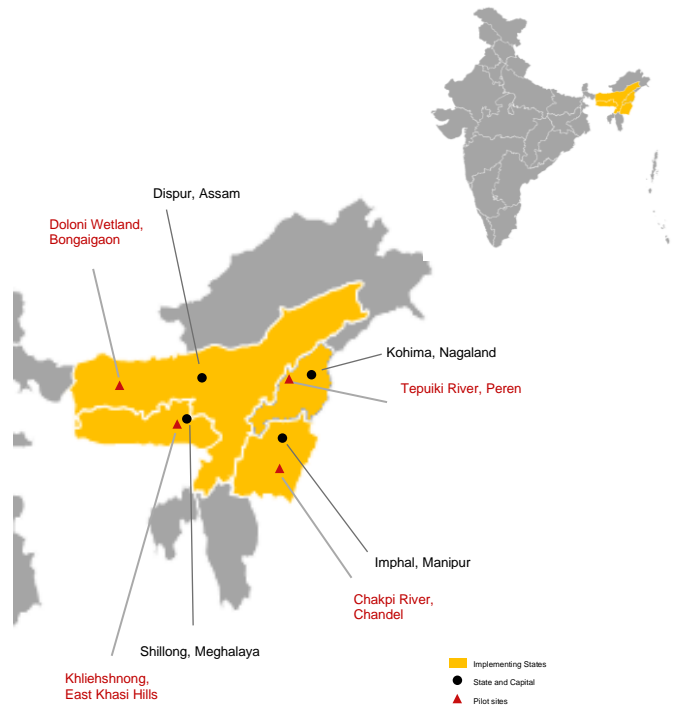 Dispur, Assam
Doloni Wetland,
Bongaigaon
Kohima, Nagaland
Tepuiki River, Peren
Imphal, Manipur
Chakpi River,
Chandel
Shillong, Meghalaya
Khliehshnong,
East Khasi Hills
Implementing States
State and Capital
Pilot sites